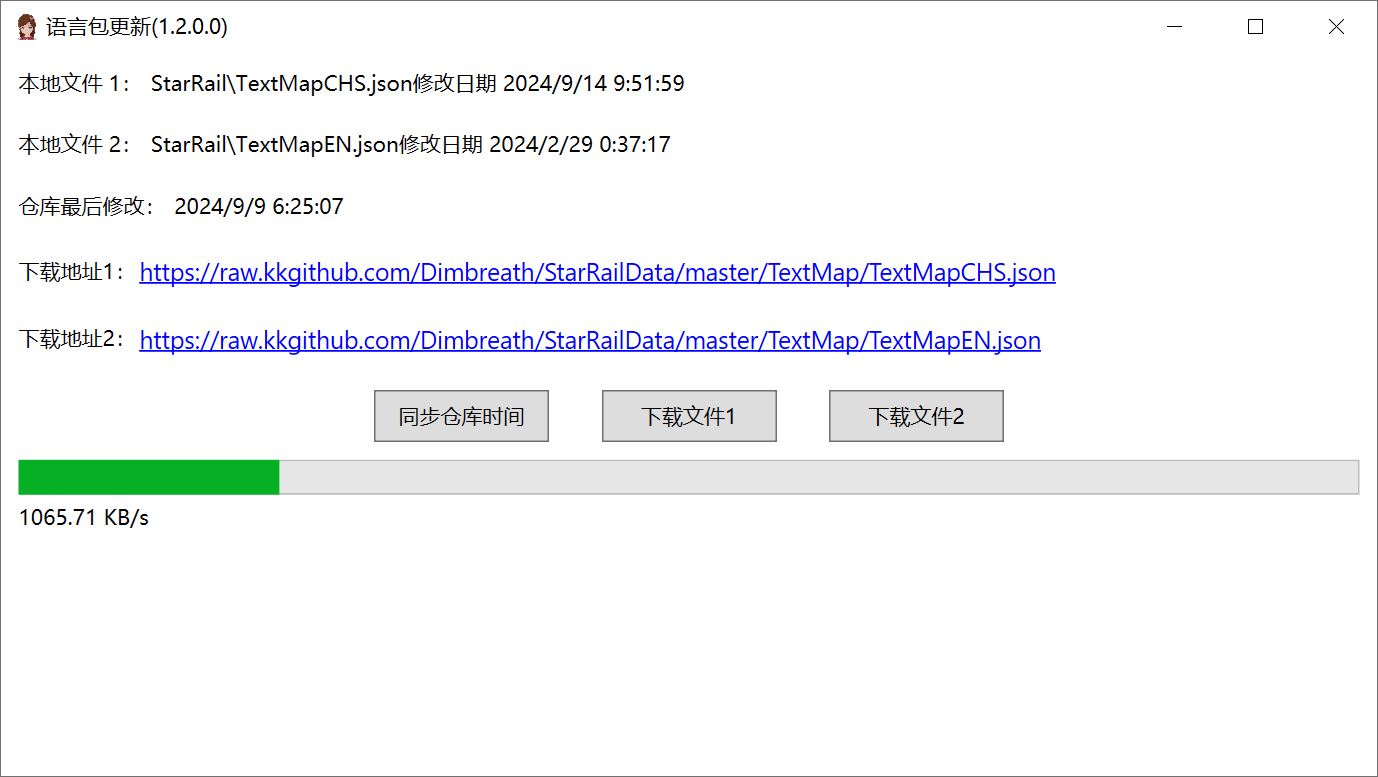 语言包更新(1.2.0.0)
本地文件 1： StarRail\TextMapCHS.json修改日期 2024/9/14 9:51:59
本地文件 2： StarRail\TextMapEN.json修改日期 2024/2/29 0:37:17
仓库最后修改： 2024/9/9 6:25:07
下载地址1：https://raw.kkgithub.com/Dimbreath/StarRailData/master/TextMap/TextMapCHS.json
下载地址2：https://raw.kkgithub.com/Dimbreath/StarRailData/master/TextMap/TextMapEN.json
同步仓库时间 下载文件1 下载文件2
1065.71 KB/s